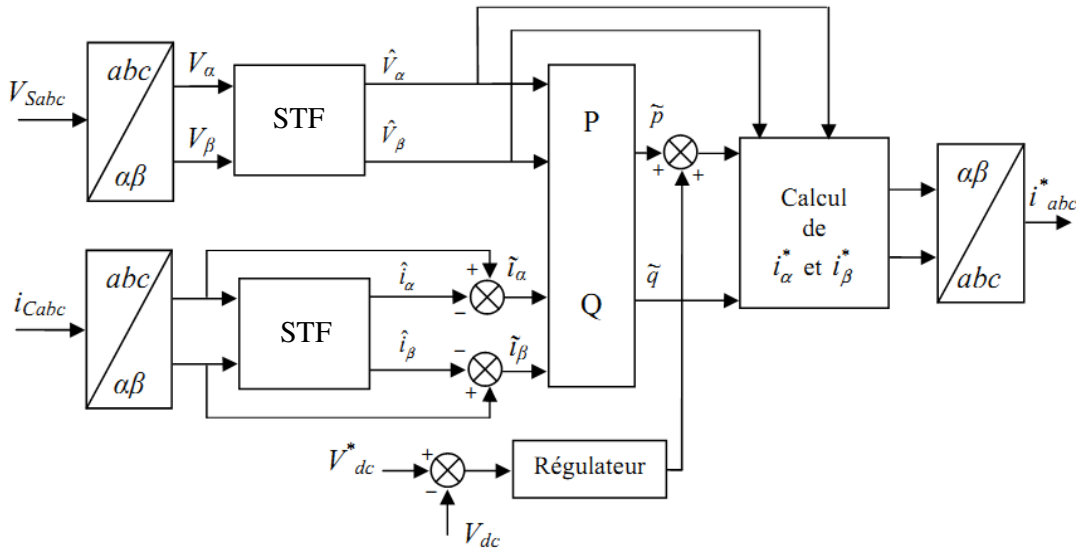 V_Sabc
abc
αβ
V_α
V_β
STF
V̂_α
V̂_β
P
Q
p̃
+
+
q̃
Calcul
de
i*_α et i*_β
αβ
abc
i*_abc
i_Cabc
abc
αβ
STF
î_α
î_β
+
−
ĩ_α
−
+
ĩ_β
V*_dc
+
−
V_dc
Régulateur